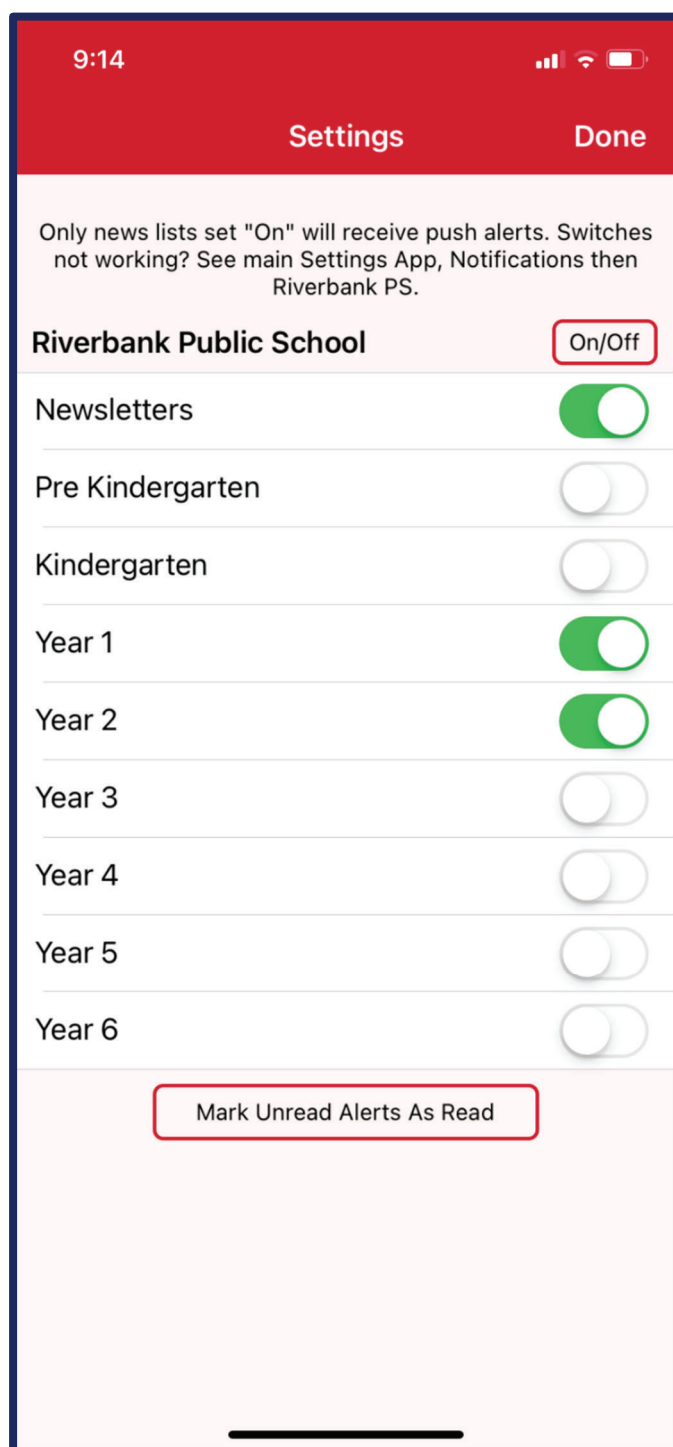 9:14
Settings
Done
Only news lists set "On" will receive push alerts. Switches
not working? See main Settings App, Notifications then
Riverbank PS.
Riverbank Public School
On/Off
Newsletters
Pre Kindergarten
Kindergarten
Year 1
Year 2
Year 3
Year 4
Year 5
Year 6
Mark Unread Alerts As Read